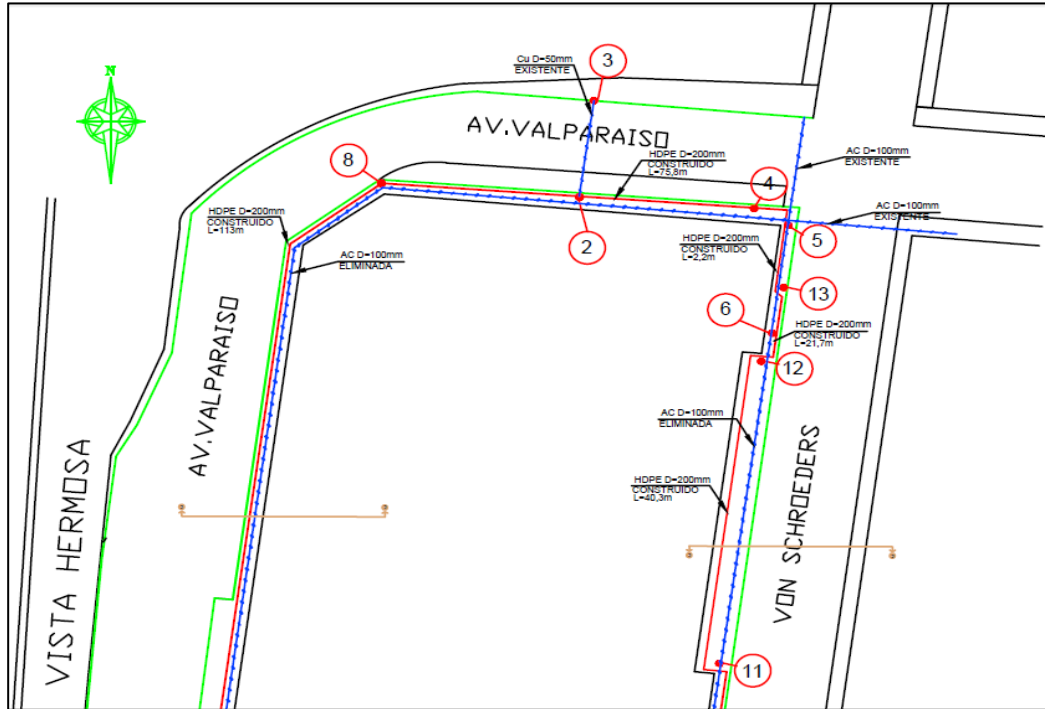 Cu D=50mm
EXISTENTE
3
N
AV.VALPARAISO
HDPE D=200mm
CONSTRUIDO
L=75,8m
AC D=100mm
EXISTENTE
8
4
HDPE D=200mm
CONSTRUIDO
L=113m
AC D=100mm
EXISTENTE
2
5
HDPE D=200mm
CONSTRUIDO
L=2,2m
AC D=100mm
ELIMINADA
13
6
HDPE D=200mm
CONSTRUIDO
L=21,7m
12
AV.VALPARAISO
AC D=100mm
ELIMINADA
VISTA HERMOSA
HDPE D=200mm
CONSTRUIDO
L=40,3m
VON SCHROEDERS
11